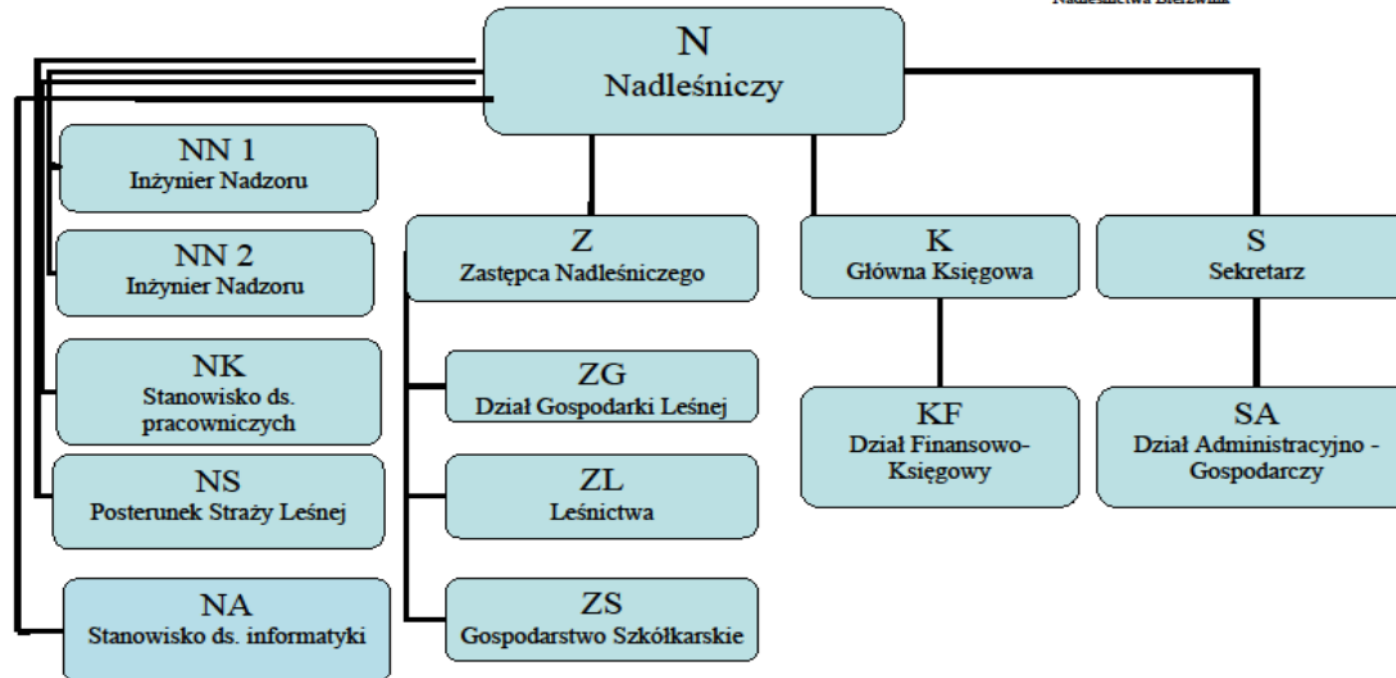 Nadleśnictwa Bierzwnik
N
Nadleśniczy
NN 1
Inżynier Nadzoru
NN 2
Inżynier Nadzoru
NK
Stanowisko ds.
pracowniczych
NS
Posterunek Straży Leśnej
NA
Stanowisko ds. informatyki
Z
Zastępca Nadleśniczego
ZG
Dział Gospodarki Leśnej
ZL
Leśnictwa
ZS
Gospodarstwo Szkółkarskie
K
Główna Księgowa
KF
Dział Finansowo-
Księgowy
S
Sekretarz
SA
Dział Administracyjno -
Gospodarczy